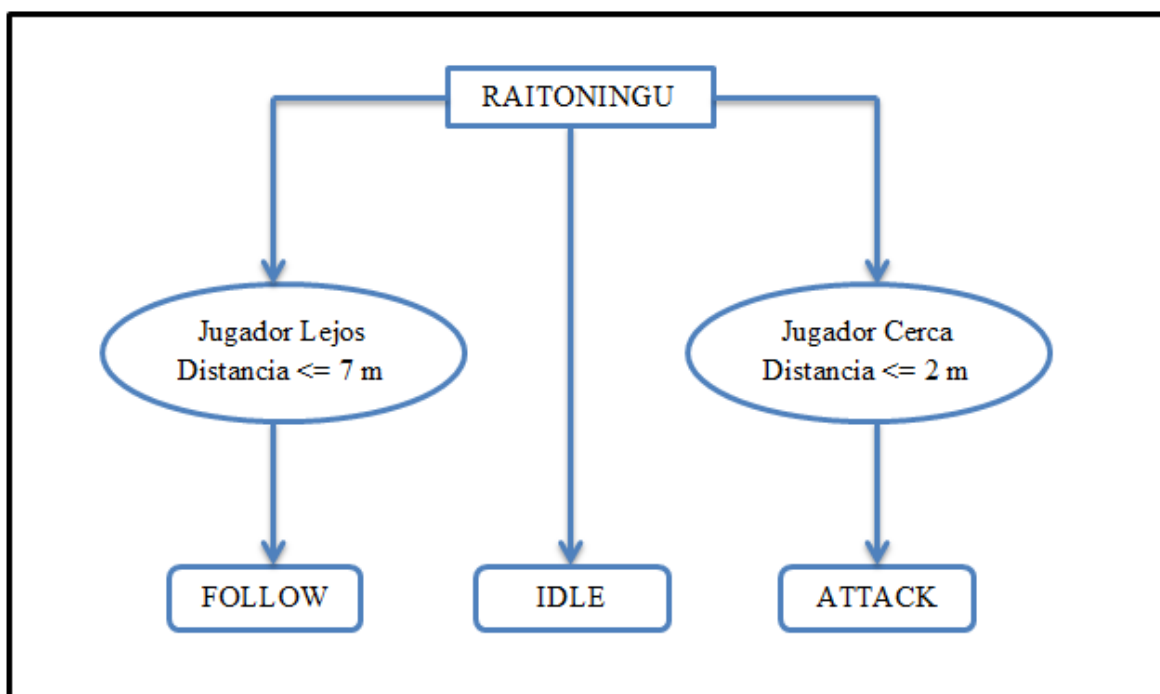 RAITONINGU
Jugador Lejos
Distancia <= 7 m
Jugador Cerca
Distancia <= 2 m
FOLLOW
IDLE
ATTACK